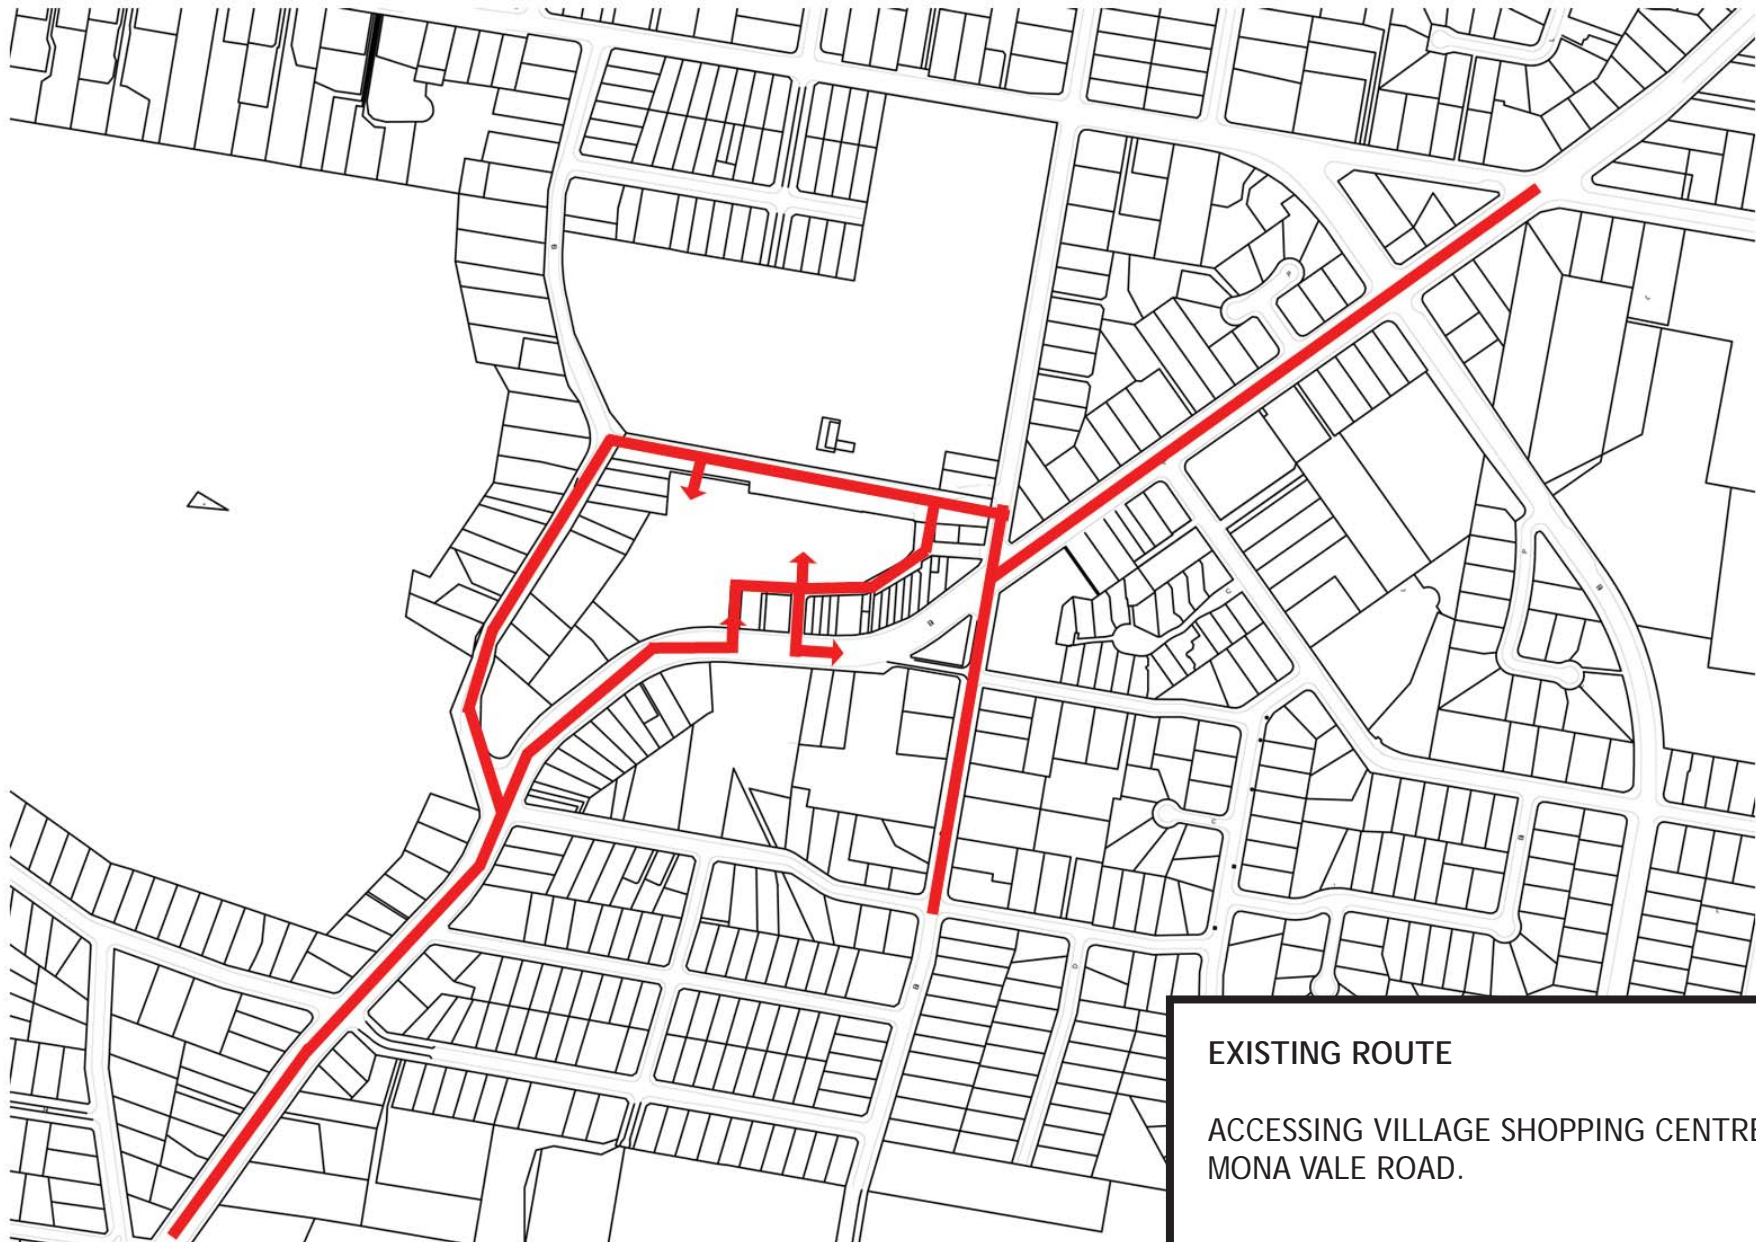 EXISTING ROUTE
ACCESSING VILLAGE SHOPPING CENTRE
MONA VALE ROAD.